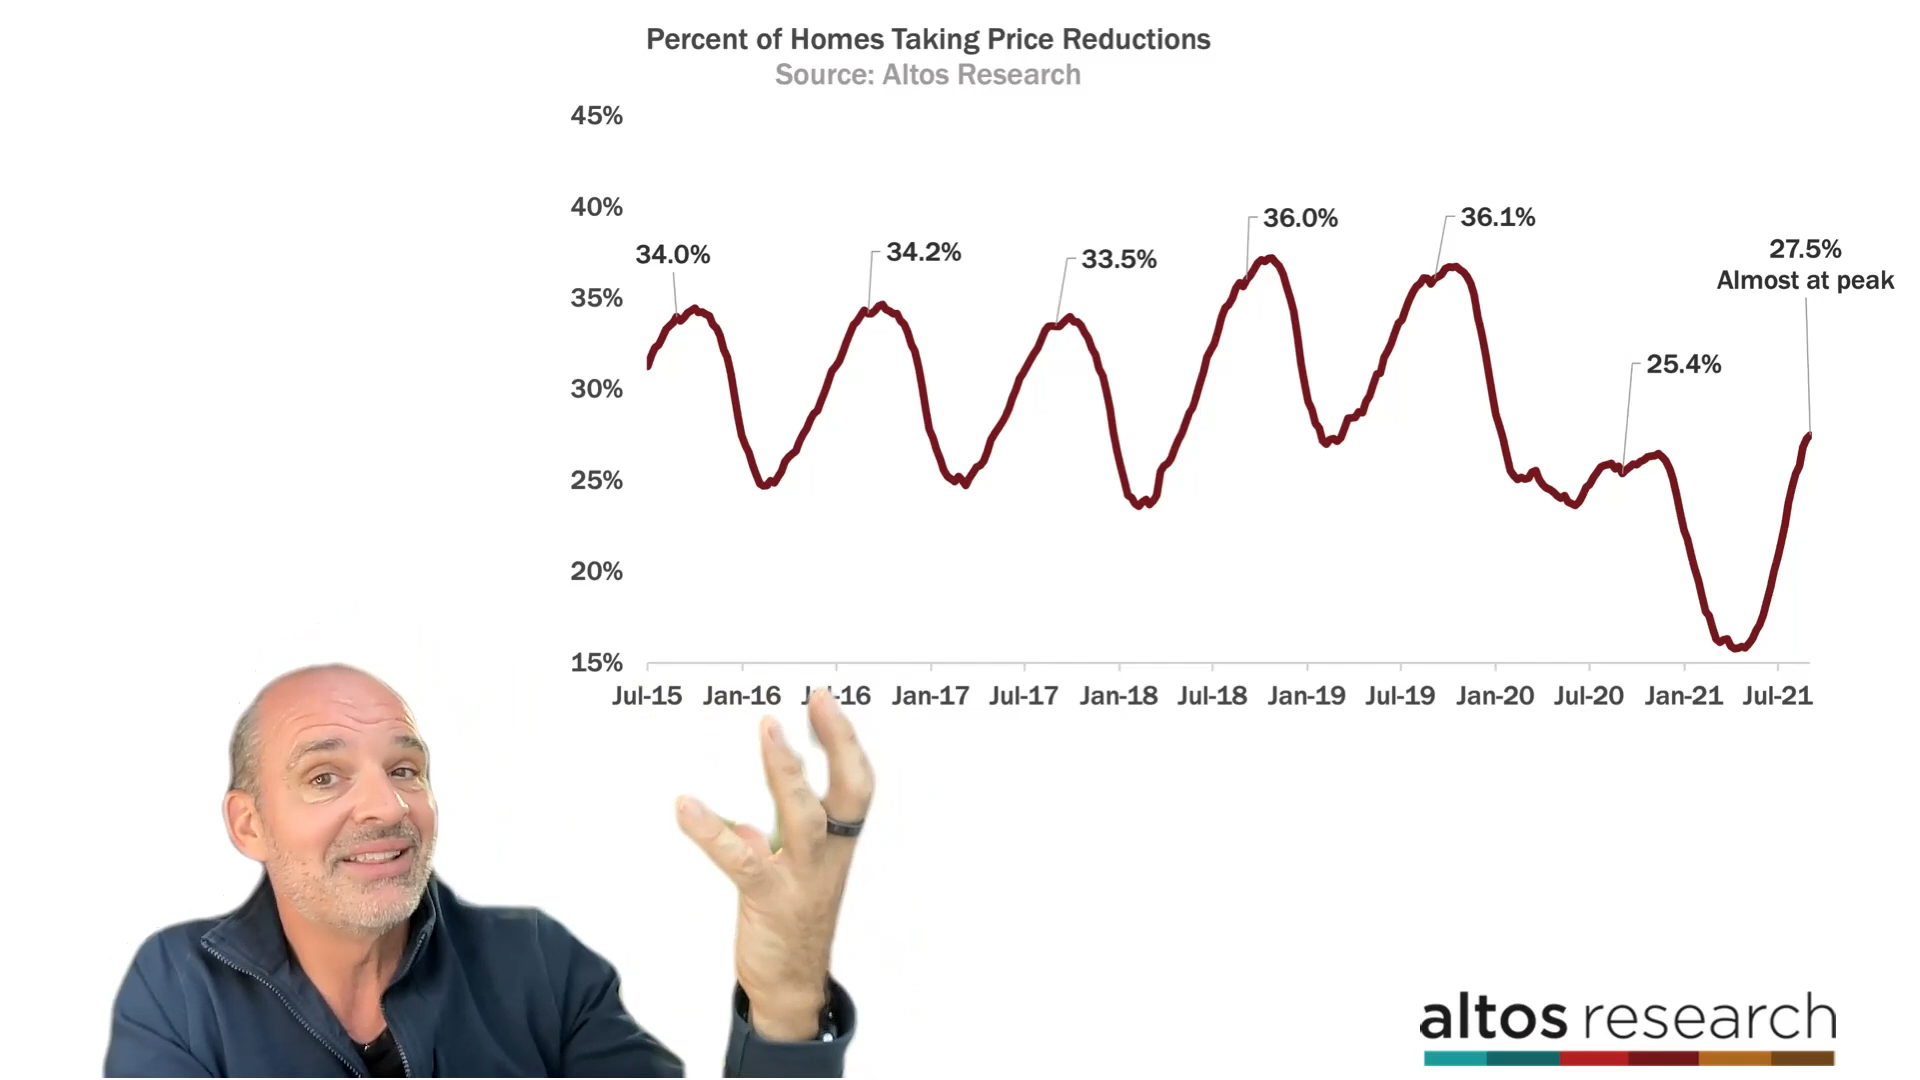 Percent of Homes Taking Price Reductions
Source: Altos Research
45%
40%
35%
30%
25%
20%
15%
34.0%
34.2%
33.5%
36.0%
36.1%
25.4%
27.5%
Almost at peak
Jul-15 Jan-16 Jul-16 Jan-17 Jul-17 Jan-18 Jul-18 Jan-19 Jul-19 Jan-20 Jul-20 Jan-21 Jul-21
altos research